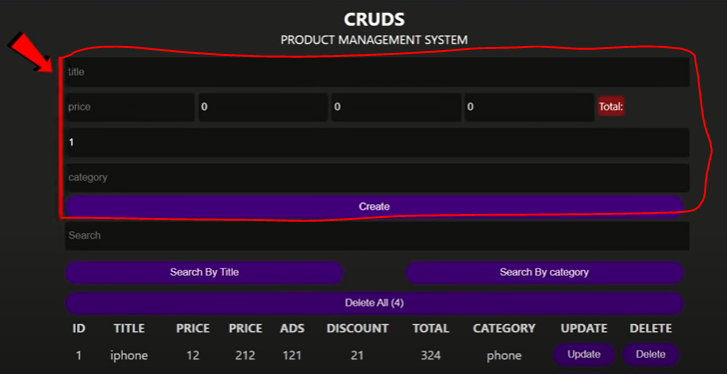 CRUDS
PRODUCT MANAGEMENT SYSTEM
title
price 0 0 0 Total:
1
category
Create
Search
Search By Title Search By category
Delete All (4)
ID TITLE PRICE PRICE ADS DISCOUNT TOTAL CATEGORY UPDATE DELETE
1 iphone 12 212 121 21 324 phone Update Delete